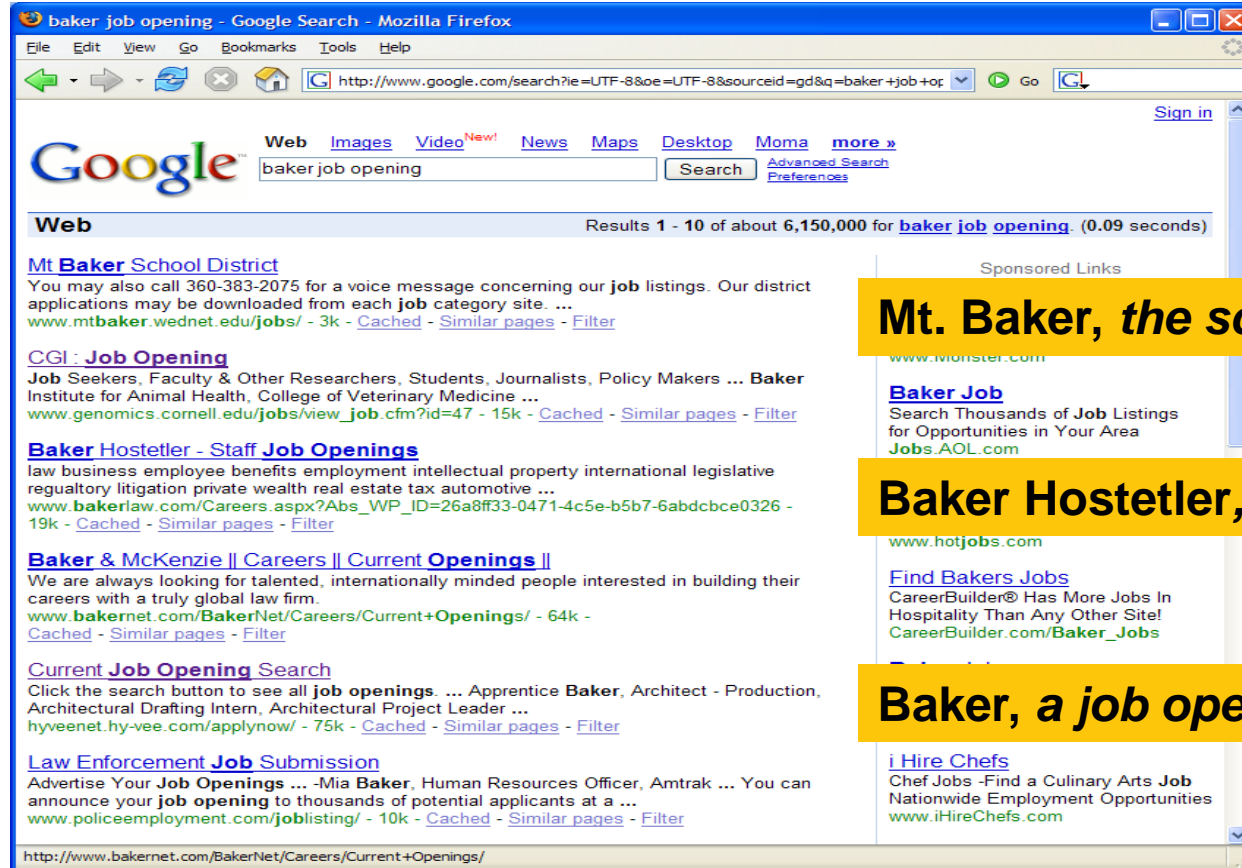 baker job opening - Google Search - Mozilla Firefox
File Edit View Go Bookmarks Tools Help
G http://www.google.com/search?ie=UTF-8&oe=UTF-8&sourceid=gd&q=baker+job+op Go G
Sign in
Google™ Web Images Video New! News Maps Desktop Moma more »
baker job opening Search Advanced Search
Preferences
Web Results 1 - 10 of about 6,150,000 for baker job opening. (0.09 seconds)
Mt Baker School District
You may also call 360-383-2075 for a voice message concerning our job listings. Our district
applications may be downloaded from each job category site. ...
www.mtbaker.wednet.edu/jobs/ - 3k - Cached - Similar pages - Filter
CGI : Job Opening
Job Seekers, Faculty & Other Researchers, Students, Journalists, Policy Makers ... Baker
Institute for Animal Health, College of Veterinary Medicine ...
www.genomics.cornell.edu/jobs/view_job.cfm?id=47 - 15k - Cached - Similar pages - Filter
Baker Hostetler - Staff Job Openings
law business employee benefits employment intellectual property international legislative
regualtory litigation private wealth real estate tax automotive ...
www.bakerlaw.com/Careers.aspx?Abs_WP_ID=26a8ff33-0471-4c5e-b5b7-6abdcbce0326 -
19k - Cached - Similar pages - Filter
Baker & McKenzie || Careers || Current Openings ||
We are always looking for talented, internationally minded people interested in building their
careers with a truly global law firm.
www.bakernet.com/BakerNet/Careers/Current+Openings/ - 64k -
Cached - Similar pages - Filter
Current Job Opening Search
Click the search button to see all job openings. ... Apprentice Baker, Architect - Production,
Architectural Drafting Intern, Architectural Project Leader ...
hyveenet.hy-vee.com/applynow/ - 75k - Cached - Similar pages - Filter
Law Enforcement Job Submission
Advertise Your Job Openings ... -Mia Baker, Human Resources Officer, Amtrak ... You can
announce your job opening to thousands of potential applicants at a ...
www.policeemployment.com/joblisting/ - 10k - Cached - Similar pages - Filter
Sponsored Links
Mt. Baker, the sc
www.Monster.com
Baker Job
Search Thousands of Job Listings
for Opportunities in Your Area
Jobs.AOL.com
Baker Hostetler,
www.hotjobs.com
Find Bakers Jobs
CareerBuilder® Has More Jobs In
Hospitality Than Any Other Site!
CareerBuilder.com/Baker_Jobs
Baker, a job ope
i Hire Chefs
Chef Jobs -Find a Culinary Arts Job
Nationwide Employment Opportunities
www.iHireChefs.com
http://www.bakernet.com/BakerNet/Careers/Current+Openings/